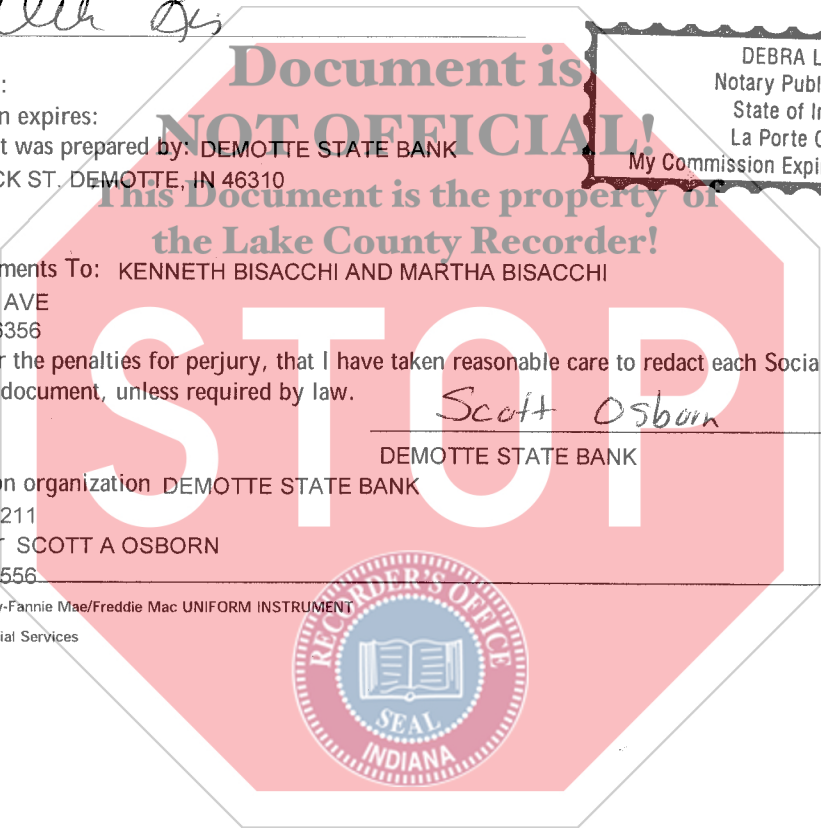 DEBRA L
Document is
Notary Publ
:
State of I
n expires:
NOT OFFICIAL!
La Porte C
t was prepared by: DEMOTTE STATE BANK
My Commission Expi
CK ST. DEMOTTE, IN 46310
This Document is the property of
the Lake County Recorder!
ments To: KENNETH BISACCHI AND MARTHA BISACCHI
AVE
6356
STOP
r the penalties for perjury, that I have taken reasonable care to redact each Socia
document, unless required by law.
Scott Osborn
DEMOTTE STATE BANK
on organization DEMOTTE STATE BANK
211
SCOTT A OSBORN
556
y-Fannie Mae/Freddie Mac UNIFORM INSTRUMENT
ial Services
RECORDER'S OFFICE
SEAL
INDIANA